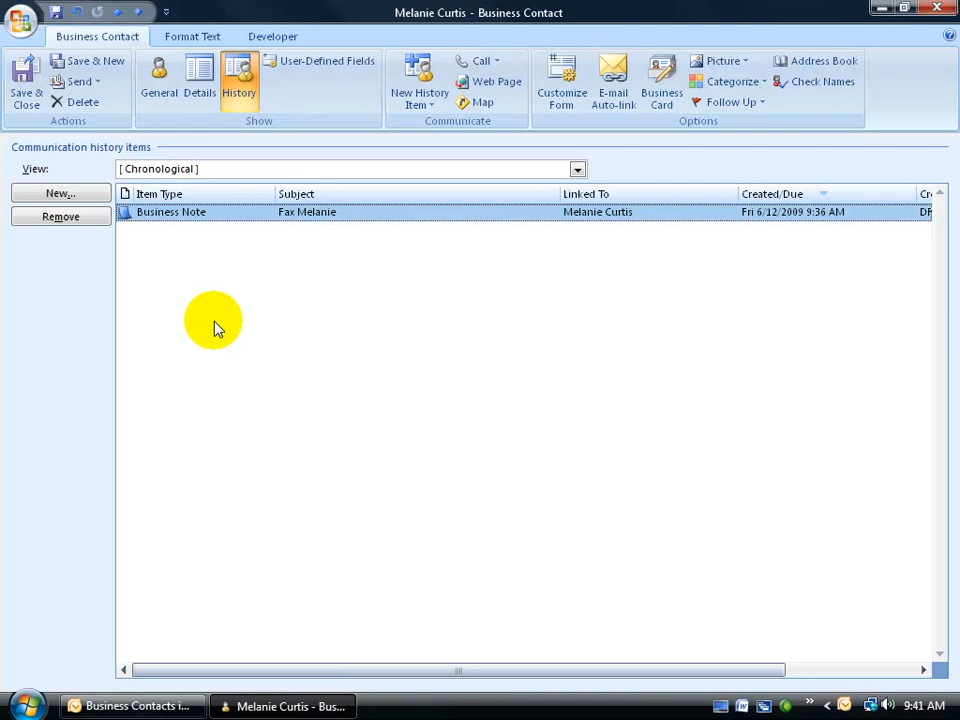 Melanie Curtis - Business Contact
Business Contact
Format Text
Developer
Save & Close
Save & New
Send
Delete
Actions
General
Details
History
User-Defined Fields
Show
New History Item
Call
Web Page
Map
Communicate
Customize Form
E-mail Auto-link
Business Card
Picture
Categorize
Follow Up
Address Book
Check Names
Options
Communication history items
View:
[ Chronological ]
New...
Remove
Item Type
Subject
Linked To
Created/Due
Cre
Business Note
Fax Melanie
Melanie Curtis
Fri 6/12/2009 9:36 AM
Business Contacts i...
Melanie Curtis - Bus...
9:41 AM